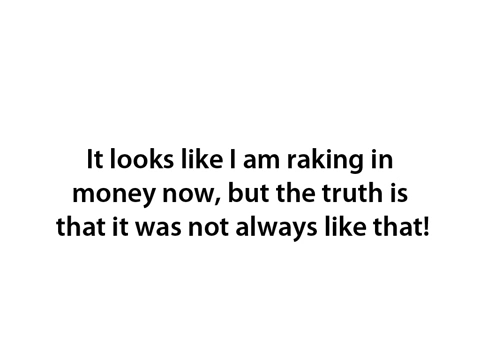 It looks like I am raking in
money now, but the truth is
that it was not always like that!